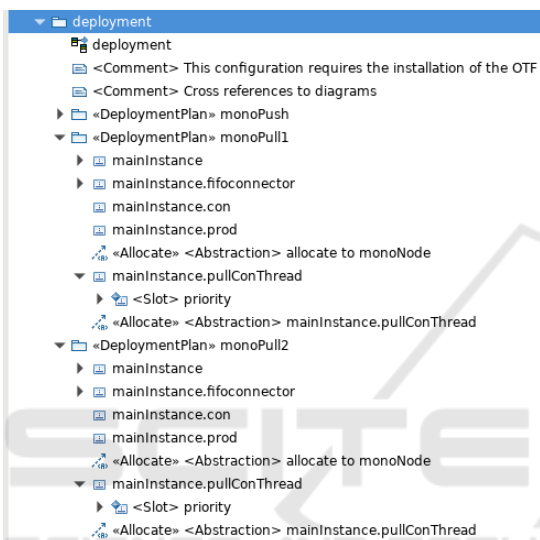 deployment
deployment
<Comment> This configuration requires the installation of the OTF
<Comment> Cross references to diagrams
«DeploymentPlan» monoPush
«DeploymentPlan» monoPull1
mainInstance
mainInstance.fifoconnector
mainInstance.con
mainInstance.prod
«Allocate» <Abstraction> allocate to monoNode
mainInstance.pullConThread
<Slot> priority
«Allocate» <Abstraction> mainInstance.pullConThread
«DeploymentPlan» monoPull2
mainInstance
mainInstance.fifoconnector
mainInstance.con
mainInstance.prod
«Allocate» <Abstraction> allocate to monoNode
mainInstance.pullConThread
<Slot> priority
«Allocate» <Abstraction> mainInstance.pullConThread
SCITE